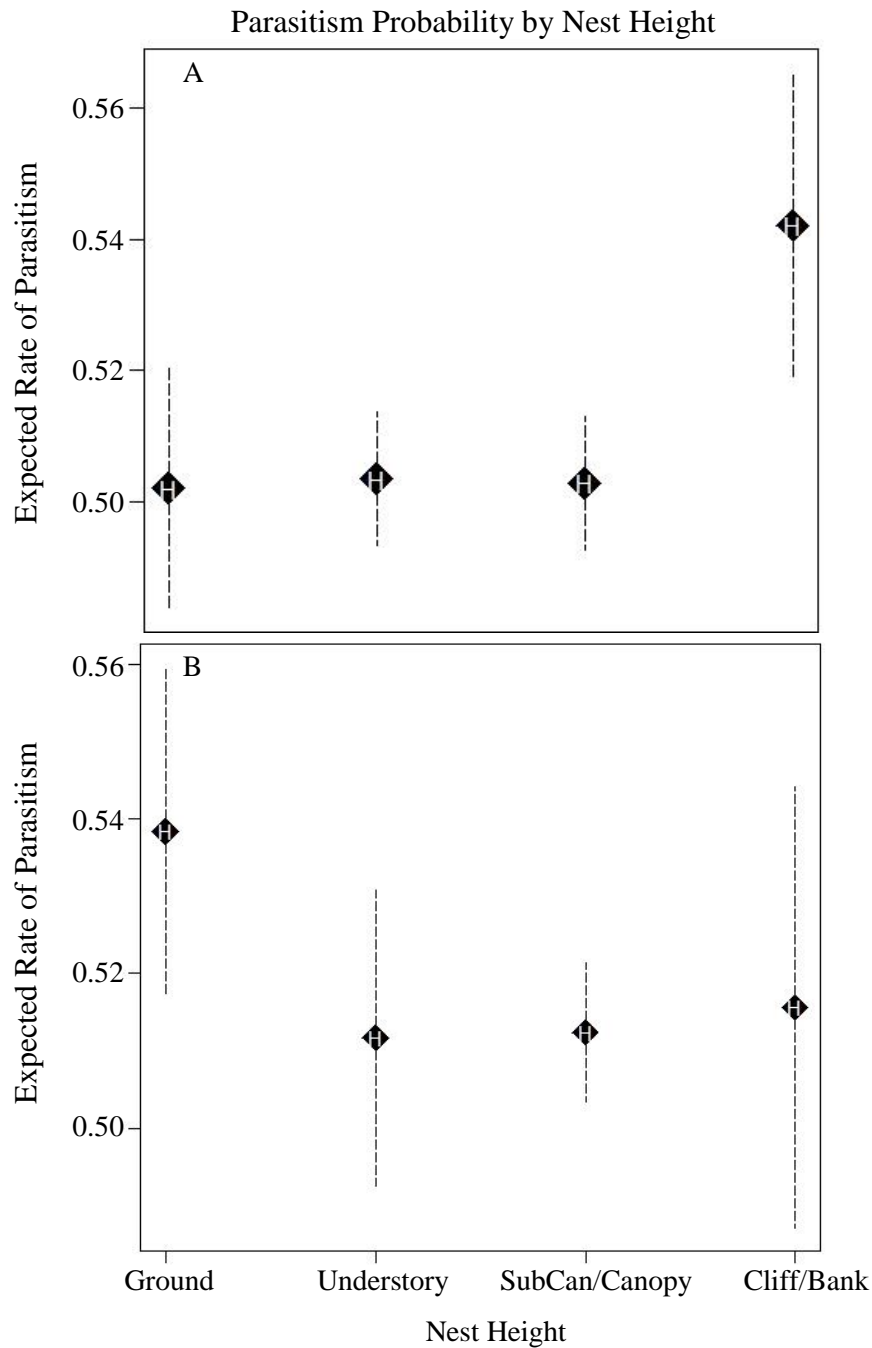 Parasitism Probability by Nest Height
A
0.56
0.54
0.52
0.50
Expected Rate of Parasitism
B
0.56
0.54
0.52
0.50
Expected Rate of Parasitism
Ground Understory SubCan/Canopy Cliff/Bank
Nest Height